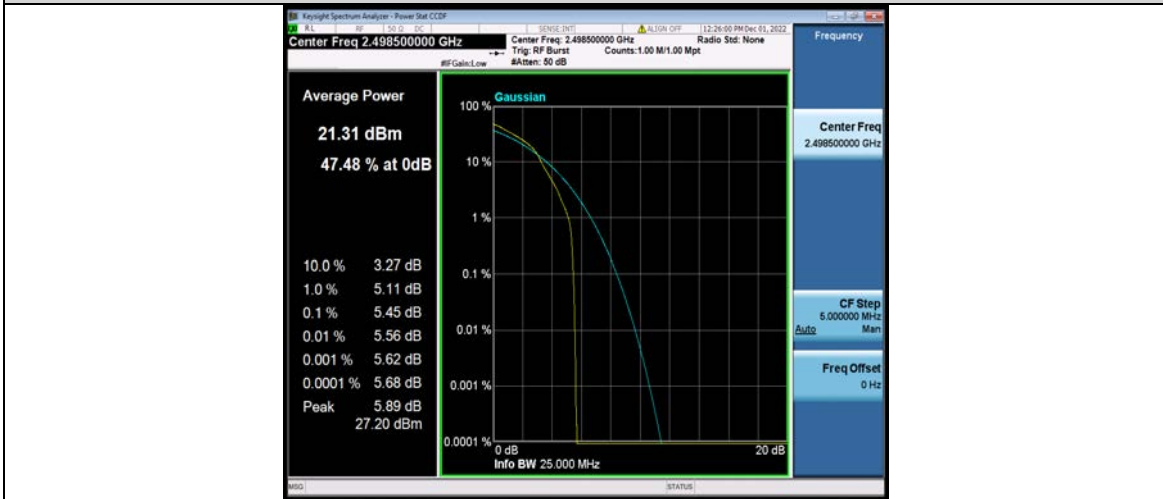 Keysight Spectrum Analyzer - Power Stat CCDF
RL RF 50 Ω DC SENSE:INT ALIGN OFF 12:26:00 PM Dec 01, 2022
Center Freq 2.498500000 GHz
Center Freq: 2.498500000 GHz Radio Std: None
Trig: RF Burst Counts:1.00 M/1.00 Mpt
#IFGain:Low #Atten: 50 dB
Frequency
Average Power
21.31 dBm
47.48 % at 0dB
10.0 % 3.27 dB
1.0 % 5.11 dB
0.1 % 5.45 dB
0.01 % 5.56 dB
0.001 % 5.62 dB
0.0001 % 5.68 dB
Peak 5.89 dB
27.20 dBm
Gaussian
100 %
10 %
1 %
0.1 %
0.01 %
0.001 %
0.0001 %
0 dB 20 dB
Info BW 25.000 MHz
Center Freq
2.498500000 GHz
CF Step
5.000000 MHz
Auto Man
Freq Offset
0 Hz
MSG STATUS